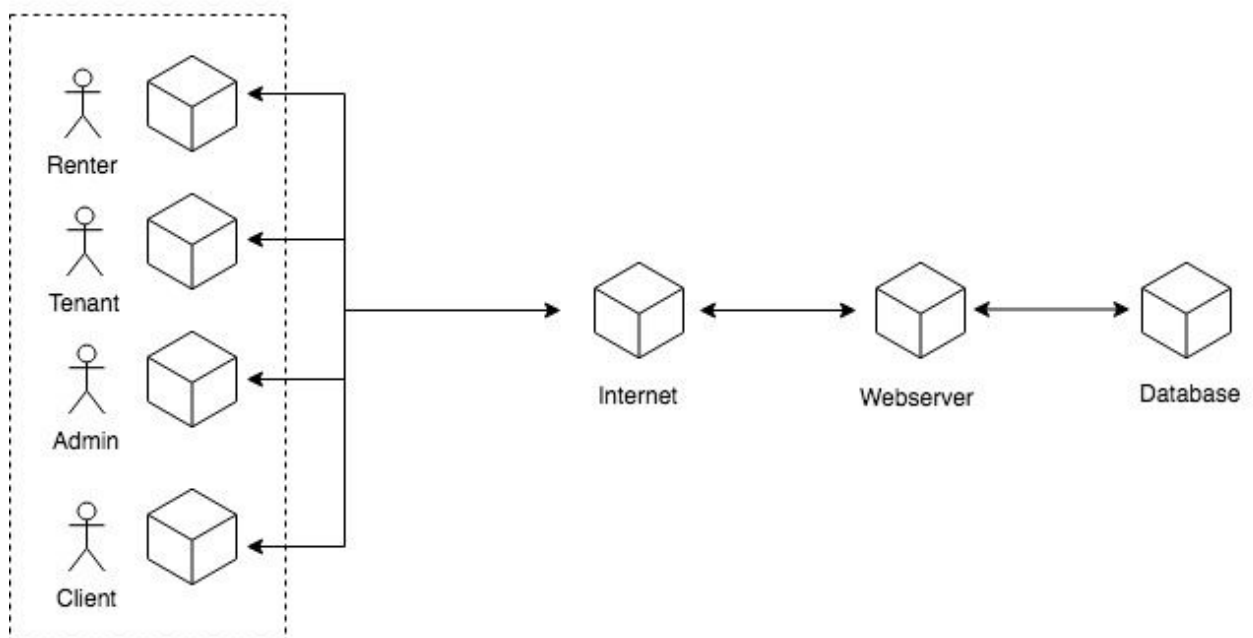 Renter
Tenant
Admin
Client
Internet
Webserver
Database